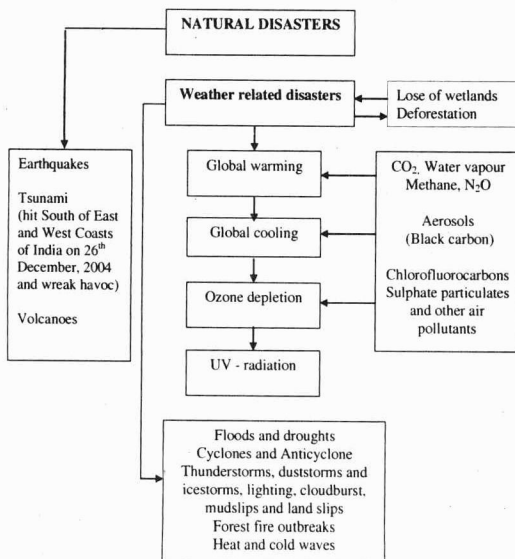 NATURAL DISASTERS
Weather related disasters
Lose of wetlands
Deforestation
Earthquakes
Tsunami
(hit South of East
and West Coasts
of India on 26th
December, 2004
and wreak havoc)
Volcanoes
Global warming
Global cooling
Ozone depletion
UV - radiation
CO2, Water vapour
Methane, N2O
Aerosols
(Black carbon)
Chlorofluorocarbons
Sulphate particulates
and other air
pollutants
Floods and droughts
Cyclones and Anticyclone
Thunderstorms, duststorms and
icestorms, lighting, cloudburst,
mudslips and land slips
Forest fire outbreaks
Heat and cold waves